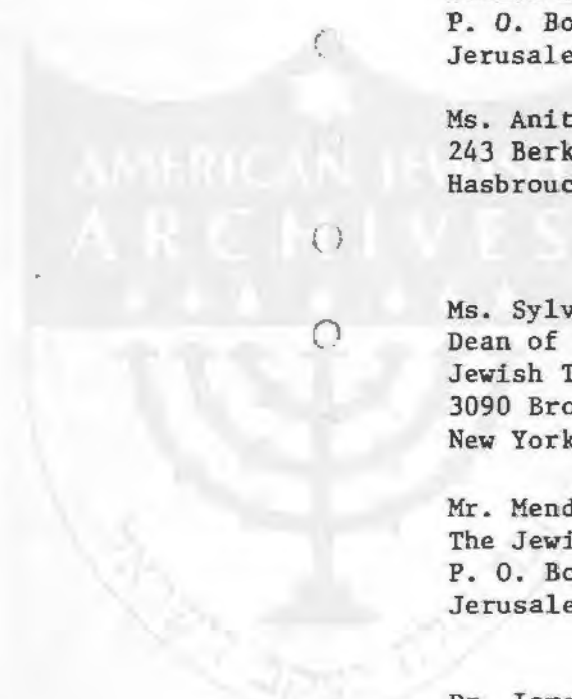 P. O. Bo
Jerusale
Ms. Anit
243 Berk
Hasbrouc
AMERICAN JEW
ARCHIVES
Ms. Sylv
Dean of
Jewish T
3090 Bro
New York
Mr. Mend
The Jewi
P. O. Bo
Jerusale